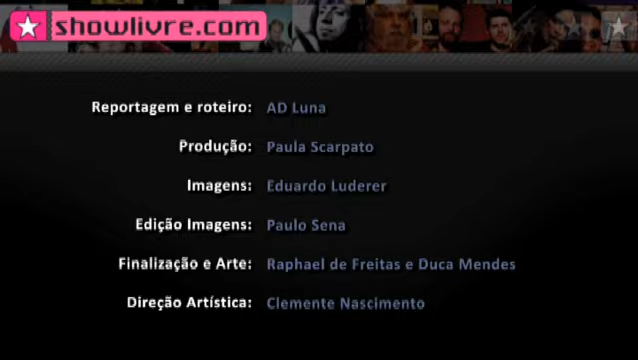 showlivre.com
Reportagem e roteiro: AD Luna
Produção: Paula Scarpato
Imagens: Eduardo Luderer
Edição Imagens: Paulo Sena
Finalização e Arte: Raphael de Freitas e Duca Mendes
Direção Artística: Clemente Nascimento